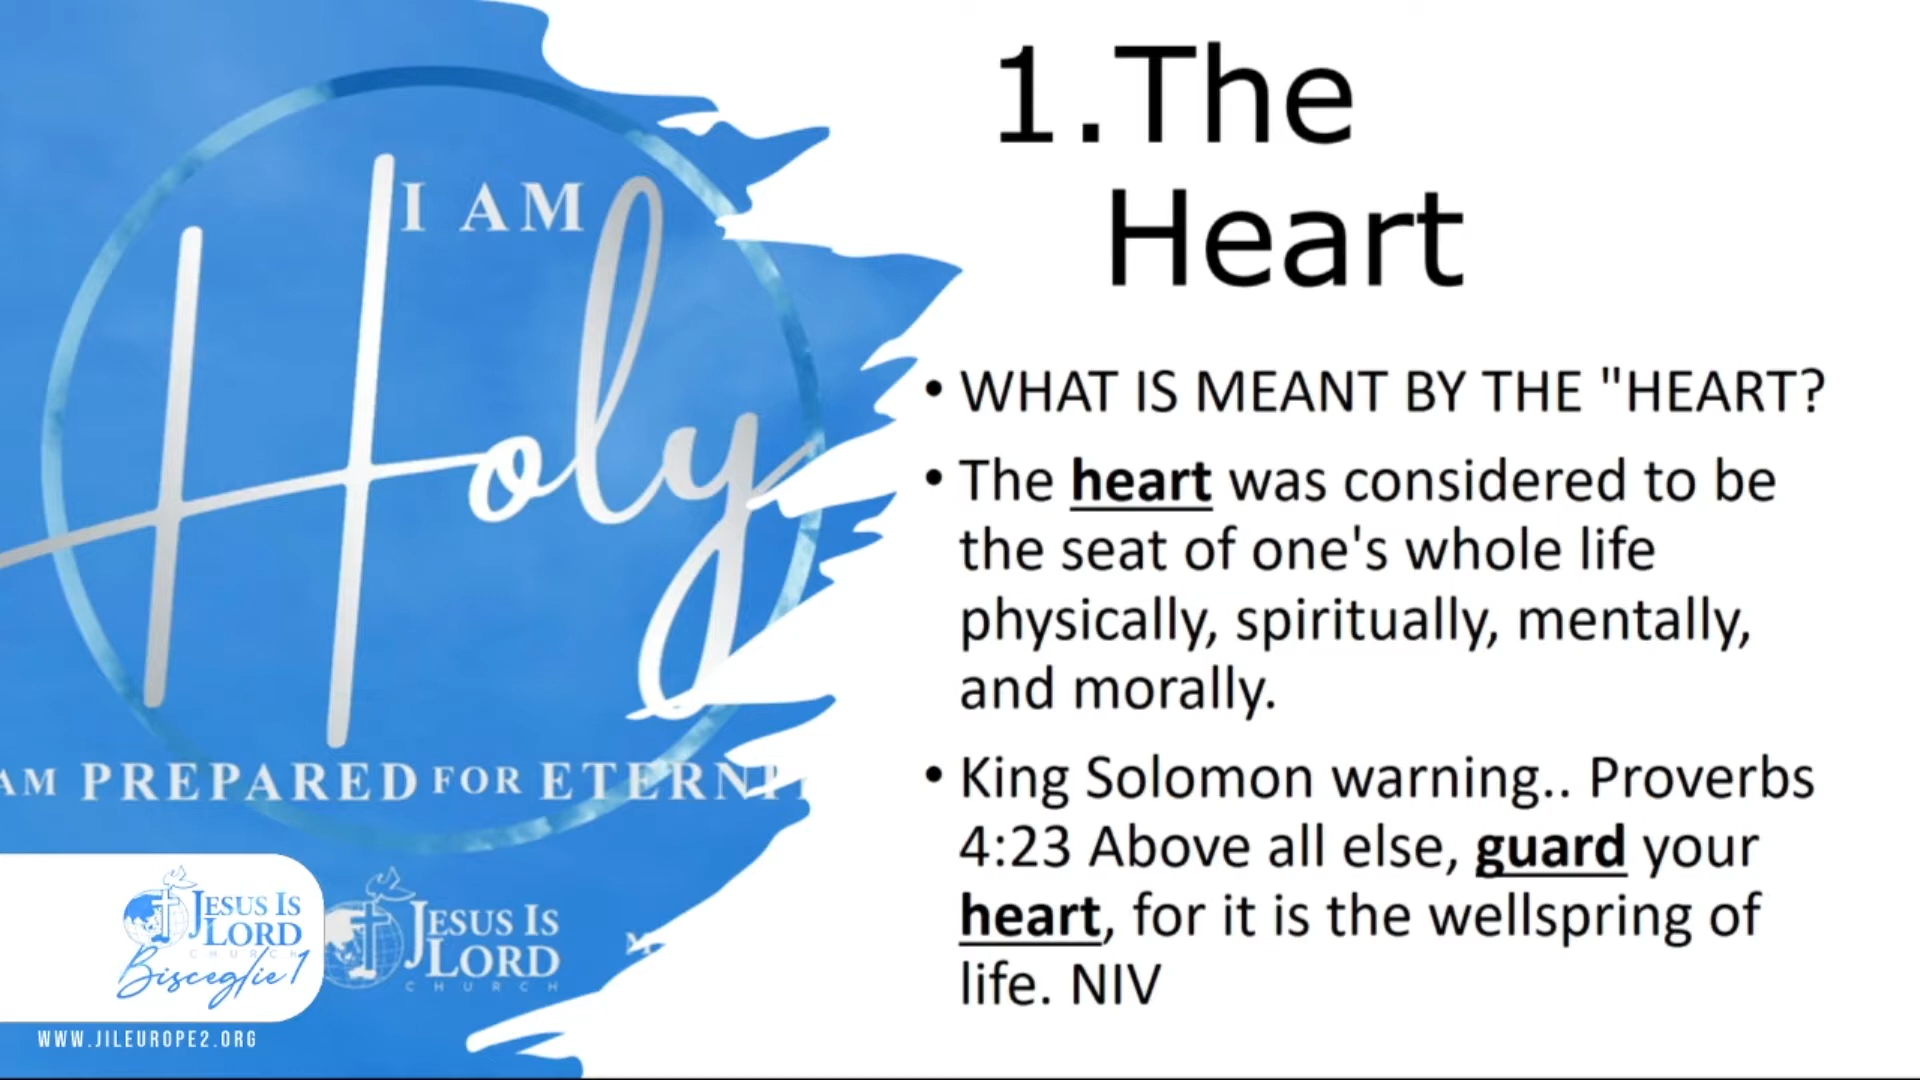 I AM
Holy
AM PREPARED FOR ETERNI
JESUS IS
LORD
CHURCH
Bisceglie 1
JESUS IS
LORD
CHURCH
WWW.JILEUROPE2.ORG
1.The
Heart
• WHAT IS MEANT BY THE "HEART?
• The heart was considered to be
the seat of one's whole life
physically, spiritually, mentally,
and morally.
• King Solomon warning.. Proverbs
4:23 Above all else, guard your
heart, for it is the wellspring of
life. NIV